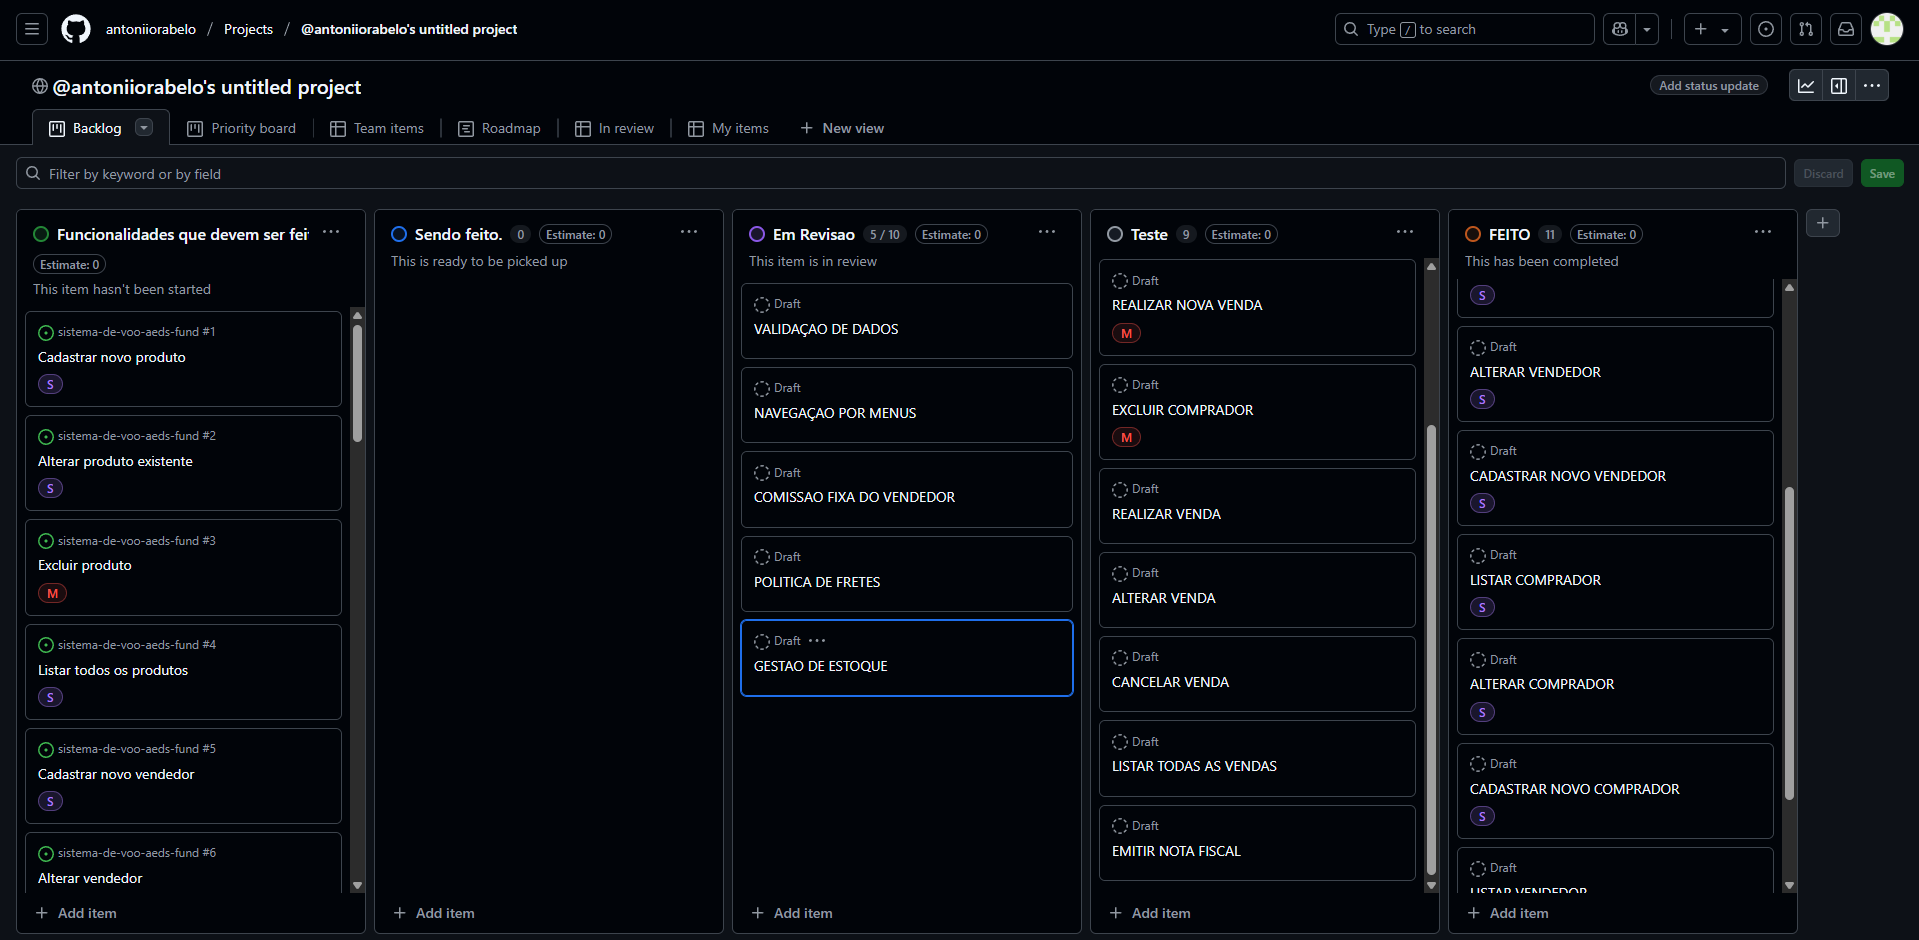 antoniiorabelo / Projects / @antoniiorabelo's untitled project
Type / to search
@antoniiorabelo's untitled project
Add status update
Backlog
Priority board
Team items
Roadmap
In review
My items
New view
Filter by keyword or by field
Discard
Save
Funcionalidades que devem ser fei
Estimate: 0
This item hasn't been started
sistema-de-voo-aeds-fund #1
Cadastrar novo produto
S
sistema-de-voo-aeds-fund #2
Alterar produto existente
S
sistema-de-voo-aeds-fund #3
Excluir produto
M
sistema-de-voo-aeds-fund #4
Listar todos os produtos
S
sistema-de-voo-aeds-fund #5
Cadastrar novo vendedor
S
sistema-de-voo-aeds-fund #6
Alterar vendedor
Add item
Sendo feito. 0 Estimate: 0
This is ready to be picked up
Add item
Em Revisao 5 / 10 Estimate: 0
This item is in review
Draft
VALIDAÇAO DE DADOS
Draft
NAVEGAÇAO POR MENUS
Draft
COMISSAO FIXA DO VENDEDOR
Draft
POLITICA DE FRETES
Draft
GESTAO DE ESTOQUE
Add item
Teste 9 Estimate: 0
Draft
REALIZAR NOVA VENDA
M
Draft
EXCLUIR COMPRADOR
M
Draft
REALIZAR VENDA
Draft
ALTERAR VENDA
Draft
CANCELAR VENDA
Draft
LISTAR TODAS AS VENDAS
Draft
EMITIR NOTA FISCAL
Add item
FEITO 11 Estimate: 0
This has been completed
S
Draft
ALTERAR VENDEDOR
S
Draft
CADASTRAR NOVO VENDEDOR
S
Draft
LISTAR COMPRADOR
S
Draft
ALTERAR COMPRADOR
S
Draft
CADASTRAR NOVO COMPRADOR
S
Draft
LISTAR VENDEDOR
Add item